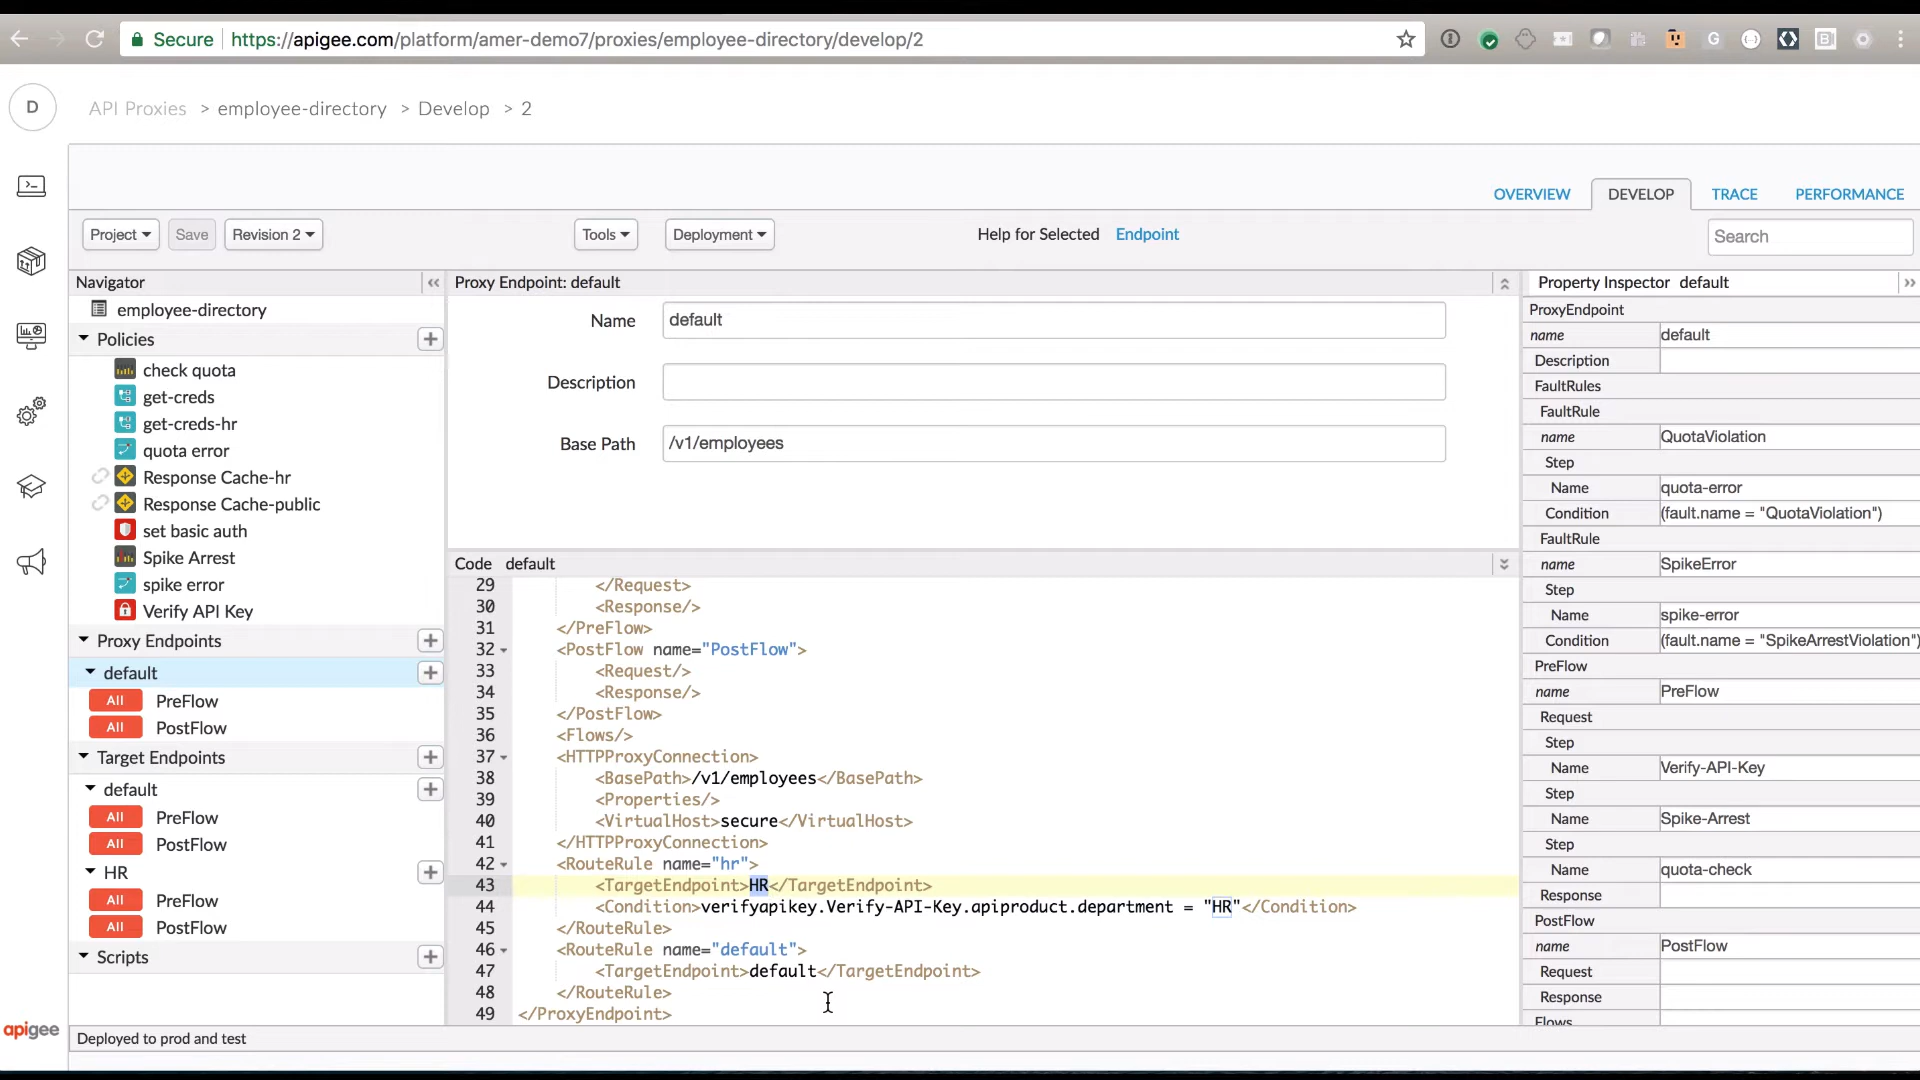 Secure https://apigee.com/platform/amer-demo7/proxies/employee-directory/develop/2
D API Proxies > employee-directory > Develop > 2
OVERVIEW DEVELOP TRACE PERFORMANCE
Project Save Revision 2 Tools Deployment Help for Selected Endpoint Search
Navigator
employee-directory
Policies
check quota
get-creds
get-creds-hr
quota error
Response Cache-hr
Response Cache-public
set basic auth
Spike Arrest
spike error
Verify API Key
Proxy Endpoints
default
All PreFlow
All PostFlow
Target Endpoints
default
All PreFlow
All PostFlow
HR
All PreFlow
All PostFlow
Scripts
apigee
Proxy Endpoint: default
Name default
Description
Base Path /v1/employees
Code default
29 </Request>
30 <Response/>
31 </PreFlow>
32 <PostFlow name="PostFlow">
33 <Request/>
34 <Response/>
35 </PostFlow>
36 <Flows/>
37 <HTTPProxyConnection>
38 <BasePath>/v1/employees</BasePath>
39 <Properties/>
40 <VirtualHost>secure</VirtualHost>
41 </HTTPProxyConnection>
42 <RouteRule name="hr">
43 <TargetEndpoint>HR</TargetEndpoint>
44 <Condition>verifyapikey.Verify-API-Key.apiproduct.department = "HR"</Condition>
45 </RouteRule>
46 <RouteRule name="default">
47 <TargetEndpoint>default</TargetEndpoint>
48 </RouteRule>
49 </ProxyEndpoint>
Property Inspector default
ProxyEndpoint
name default
Description
FaultRules
FaultRule
name QuotaViolation
Step
Name quota-error
Condition (fault.name = "QuotaViolation")
FaultRule
name SpikeError
Step
Name spike-error
Condition (fault.name = "SpikeArrestViolation")
PreFlow
name PreFlow
Request
Step
Name Verify-API-Key
Step
Name Spike-Arrest
Step
Name quota-check
Response
PostFlow
name PostFlow
Request
Response
Flows
Deployed to prod and test